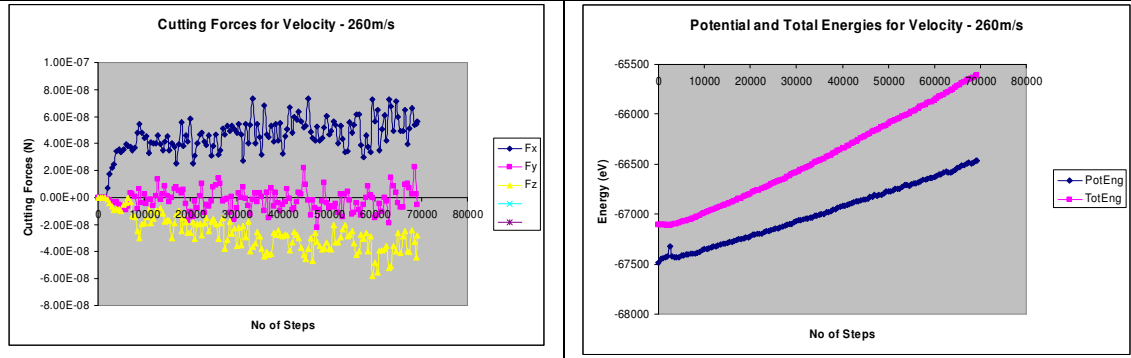 Cutting Forces for Velocity - 260m/s
1.00E-07
8.00E-08
6.00E-08
4.00E-08
2.00E-08
0.00E+00
-2.00E-08
-4.00E-08
-6.00E-08
-8.00E-08
0 10000 20000 30000 40000 50000 60000 70000 80000
Cutting Forces (N)
No of Steps
Fx
Fy
Fz
Potential and Total Energies for Velocity - 260m/s
-65500
-66000
-66500
-67000
-67500
-68000
0 10000 20000 30000 40000 50000 60000 70000 80000
Energy (eV)
No of Steps
PotEng
TotEng